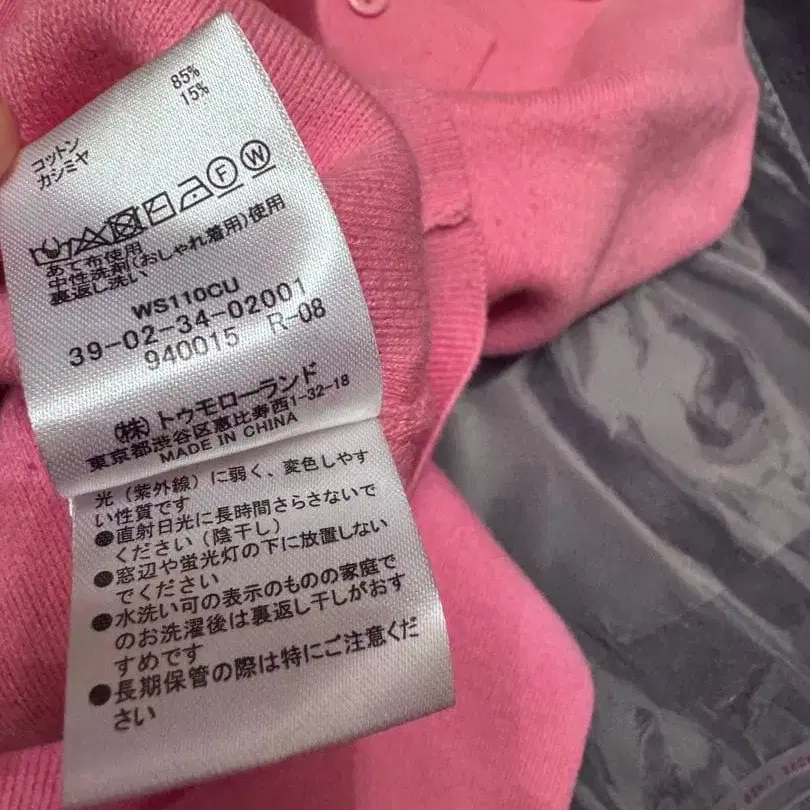 コットン 85%
カシミヤ 15%
F W
あて布使用
中性洗剤(おしゃれ着用)使用
裏返し洗い
WS110CU
39-02-34-02001
940015 R-08
㈱トゥモローランド
東京都渋谷区恵比寿西1-32-18
MADE IN CHINA
光(紫外線)に弱く、変色しやす
い性質です
●直射日光に長時間さらさないで
ください(陰干し)
●窓辺や蛍光灯の下に放置しない
でください
●水洗い可の表示のものの家庭で
のお洗濯後は裏返し干しがおす
すめです
●長期保管の際は特にご注意くだ
さい